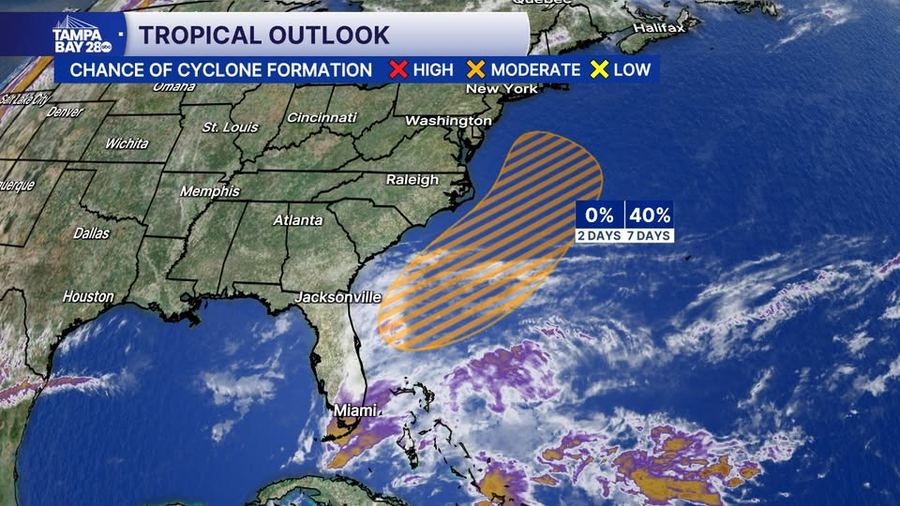 TAMPA
BAY 28 abc
TROPICAL OUTLOOK
CHANCE OF CYCLONE FORMATION
HIGH
MODERATE
LOW
Quebec
Halifax
Salt Lake City
Omaha
New York
Denver
St. Louis
Cincinnati
Washington
Wichita
Raleigh
Memphis
Atlanta
0% 40%
2 DAYS 7 DAYS
Dallas
Houston
Jacksonville
Miami